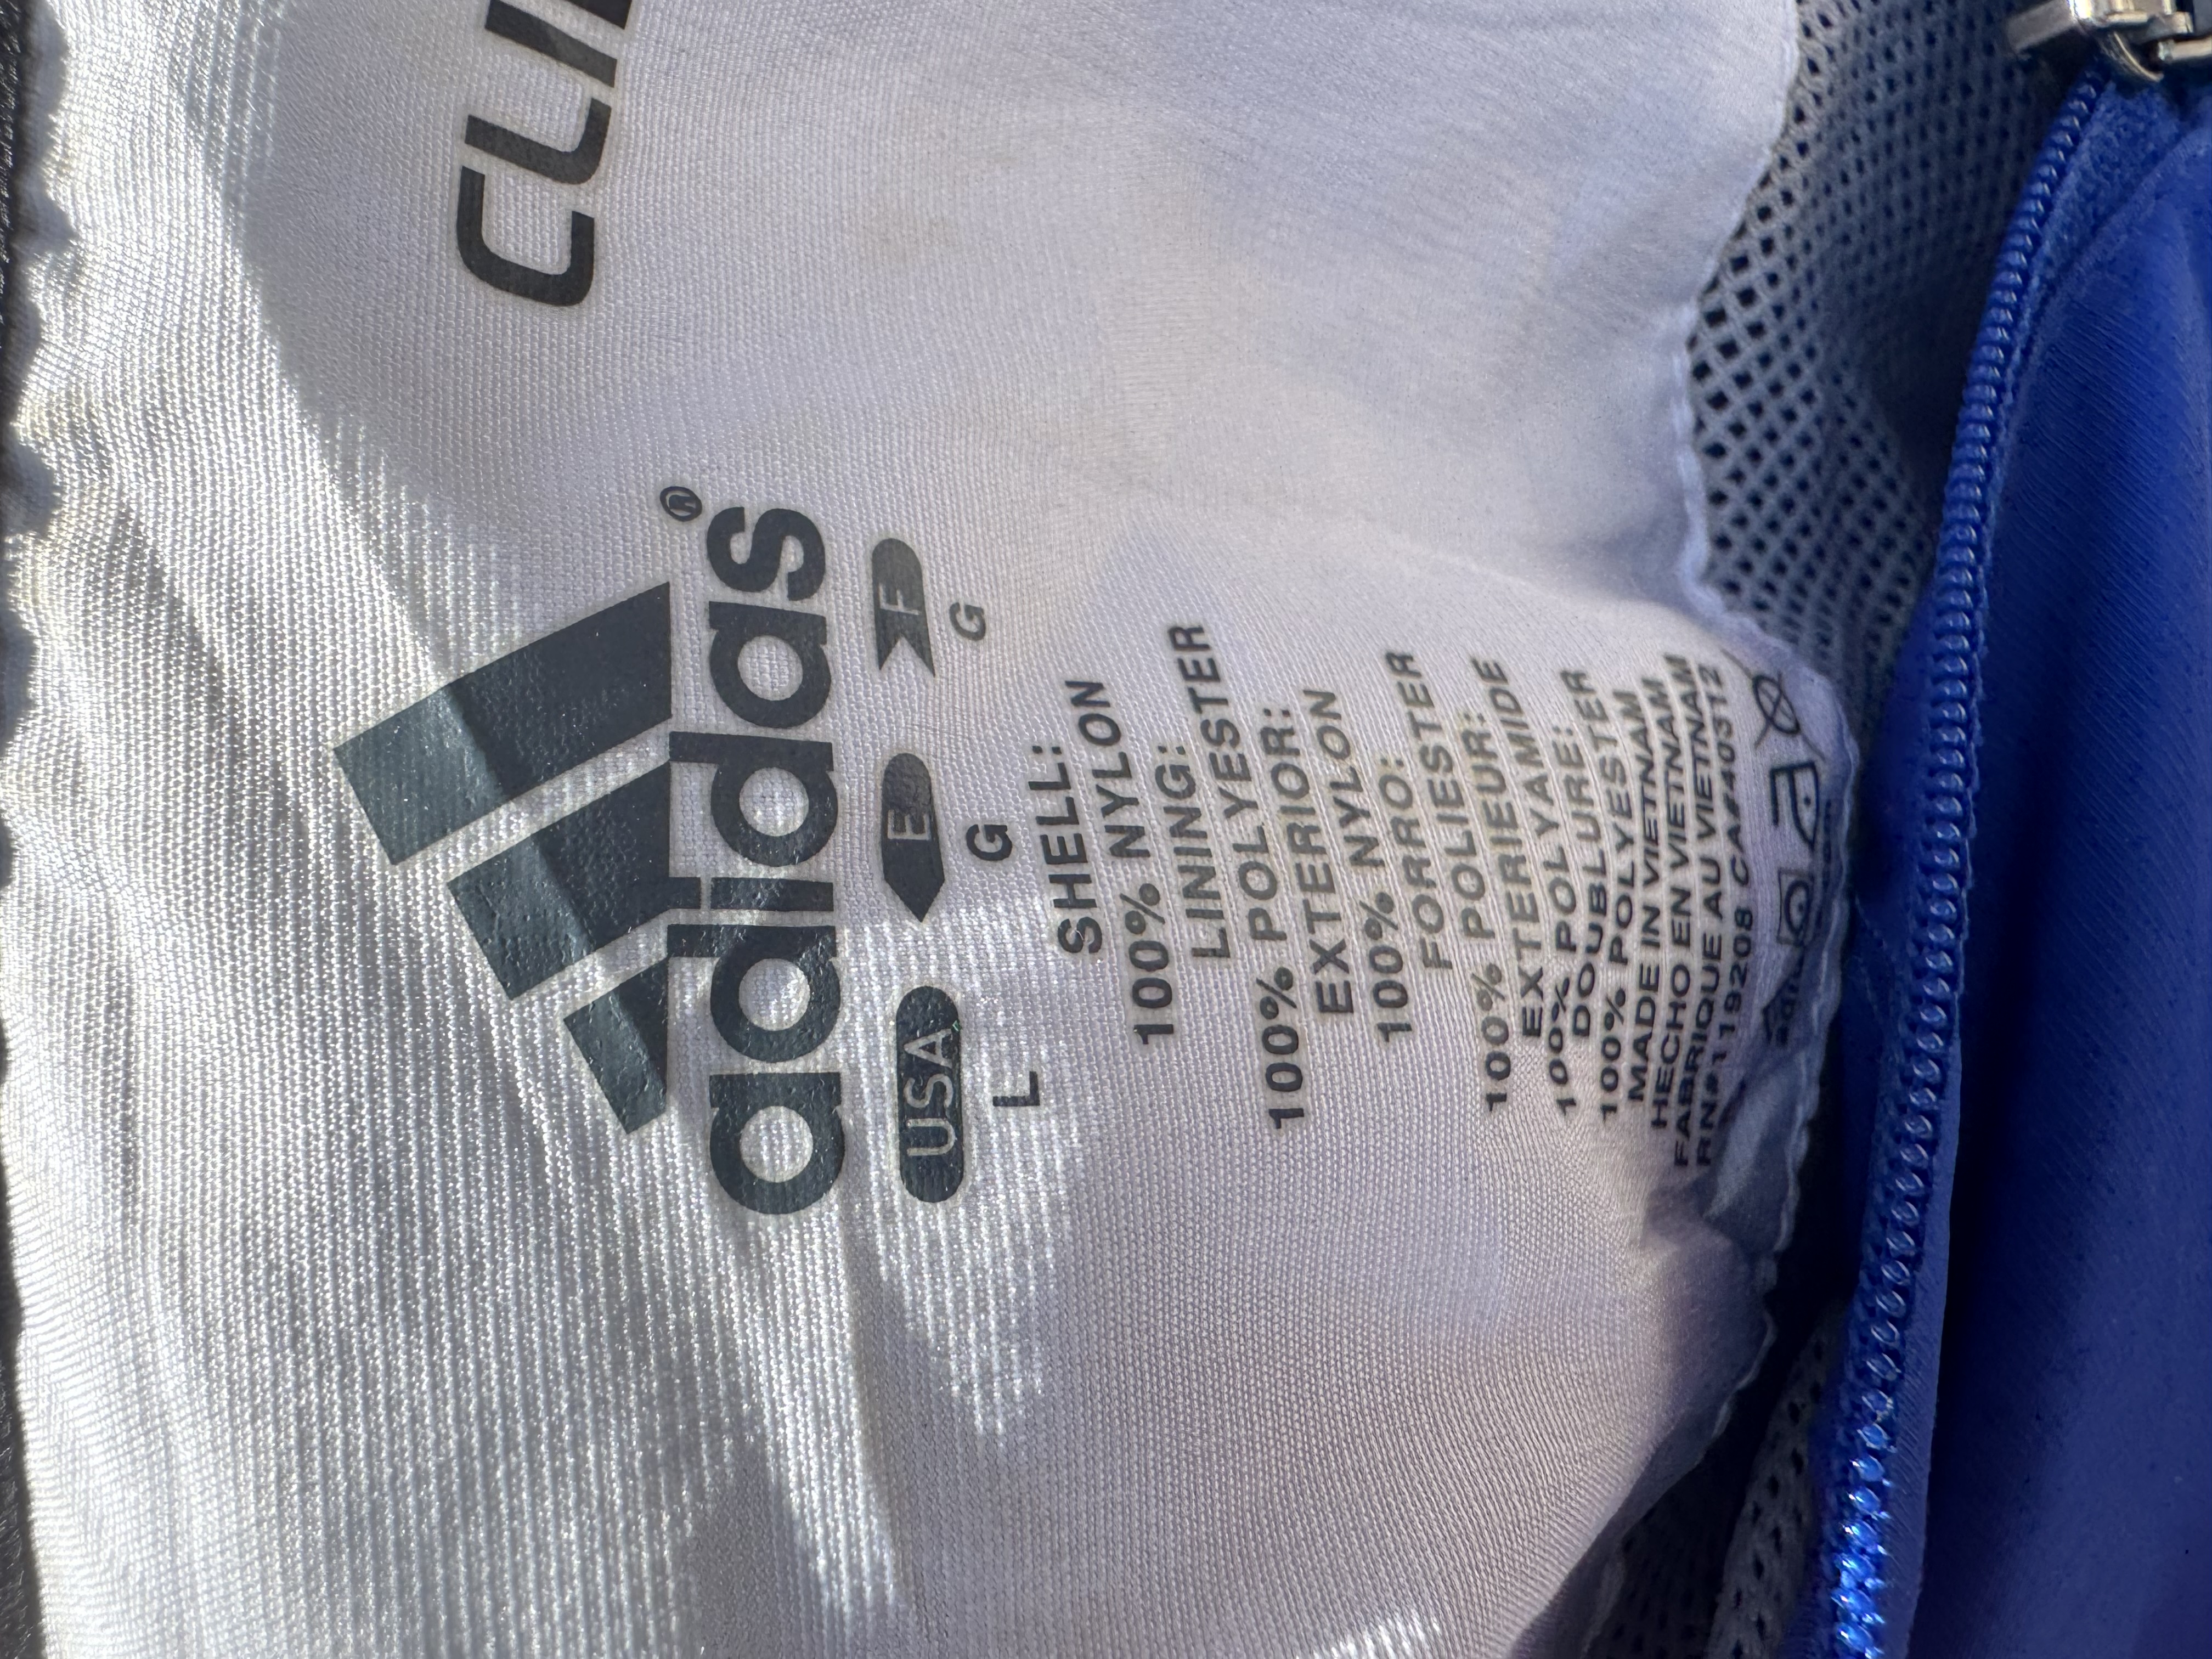 adidas®
USA E F
L G G
SHELL:
100% NYLON
LINING:
100% POLYESTER
EXTERIOR:
100% NYLON
FORRO:
100% POLIESTER
EXTERIEUR:
100% POLYAMIDE
DOUBLURE:
100% POLYESTER
MADE IN VIETNAM
HECHO EN VIETNAM
FABRIQUE AU VIETNAM
RN#119208 CA#40312